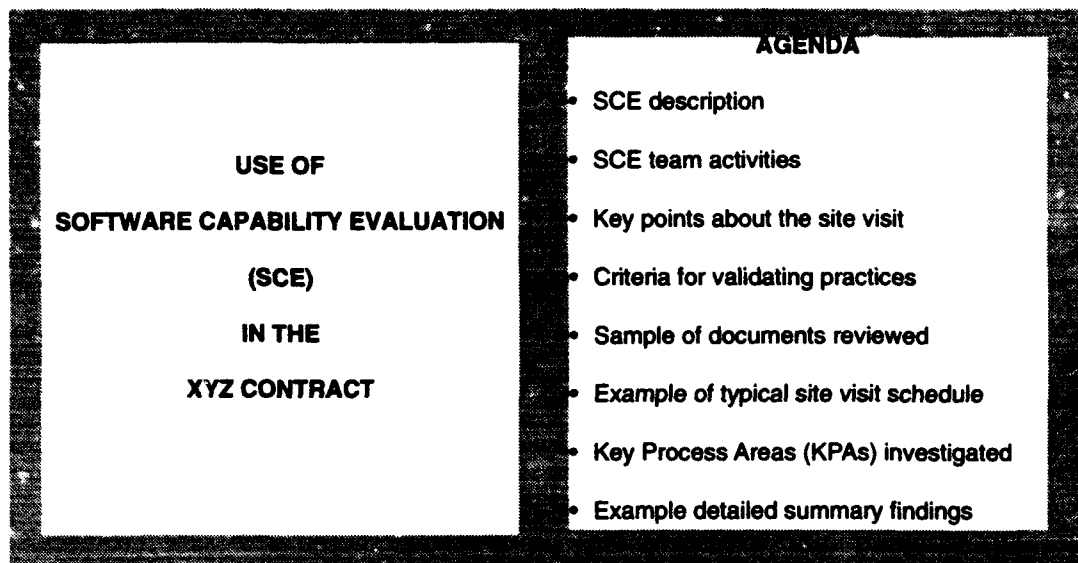 USE OF
SOFTWARE CAPABILITY EVALUATION
(SCE)
IN THE
XYZ CONTRACT
AGENDA
• SCE description
• SCE team activities
• Key points about the site visit
• Criteria for validating practices
• Sample of documents reviewed
• Example of typical site visit schedule
• Key Process Areas (KPAs) investigated
• Example detailed summary findings